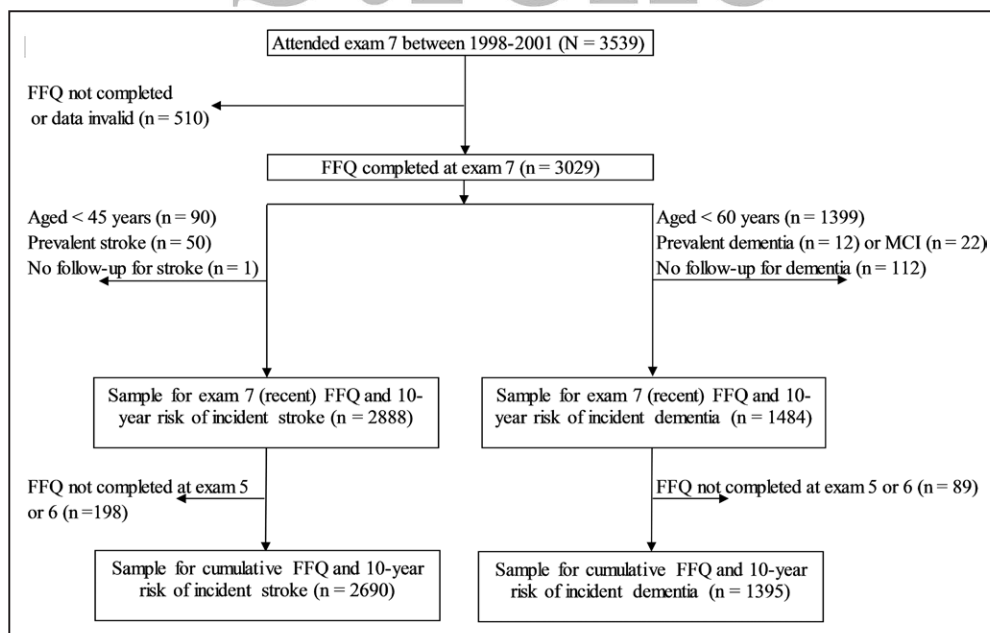 Attended exam 7 between 1998-2001 (N = 3539)
FFQ not completed
or data invalid (n = 510)
FFQ completed at exam 7 (n = 3029)
Aged < 45 years (n = 90)
Prevalent stroke (n = 50)
No follow-up for stroke (n = 1)
Aged < 60 years (n = 1399)
Prevalent dementia (n = 12) or MCI (n = 22)
No follow-up for dementia (n = 112)
Sample for exam 7 (recent) FFQ and 10-
year risk of incident stroke (n = 2888)
Sample for exam 7 (recent) FFQ and 10-
year risk of incident dementia (n = 1484)
FFQ not completed at exam 5
or 6 (n =198)
FFQ not completed at exam 5 or 6 (n = 89)
Sample for cumulative FFQ and 10-year
risk of incident stroke (n = 2690)
Sample for cumulative FFQ and 10-year
risk of incident dementia (n = 1395)